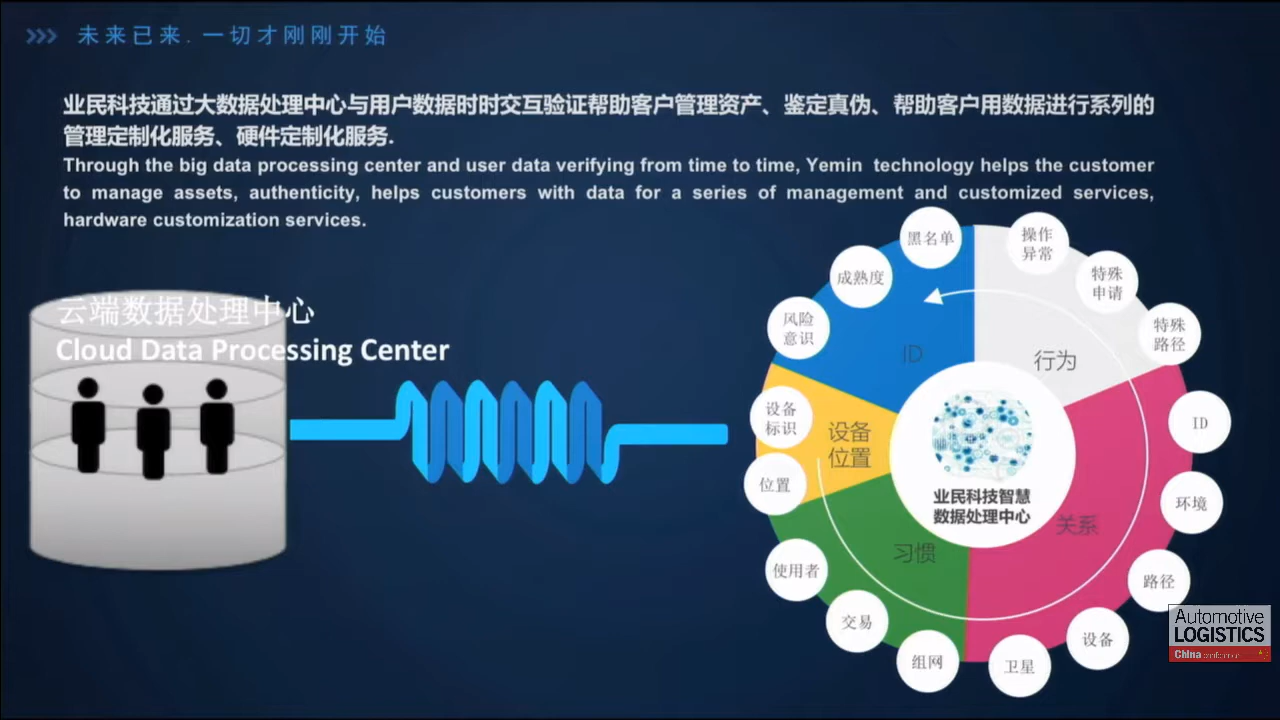 未来已来.一切才刚刚开始
业民科技通过大数据处理中心与用户数据时时交互验证帮助客户管理资产、鉴定真伪、帮助客户用数据进行系列的
管理定制化服务、硬件定制化服务.
Through the big data processing center and user data verifying from time to time, Yemin technology helps the customer
to manage assets, authenticity, helps customers with data for a series of management and customized services,
hardware customization services.
云端数据处理中心
Cloud Data Processing Center
黑名单
成熟度
风险
意识
设备
标识
位置
使用者
交易
组网
卫星
设备
路径
环境
ID
特殊
路径
特殊
申请
操作
异常
ID
行为
设备
位置
习惯
关系
业民科技智慧
数据处理中心
Automotive
LOGISTICS
China conference